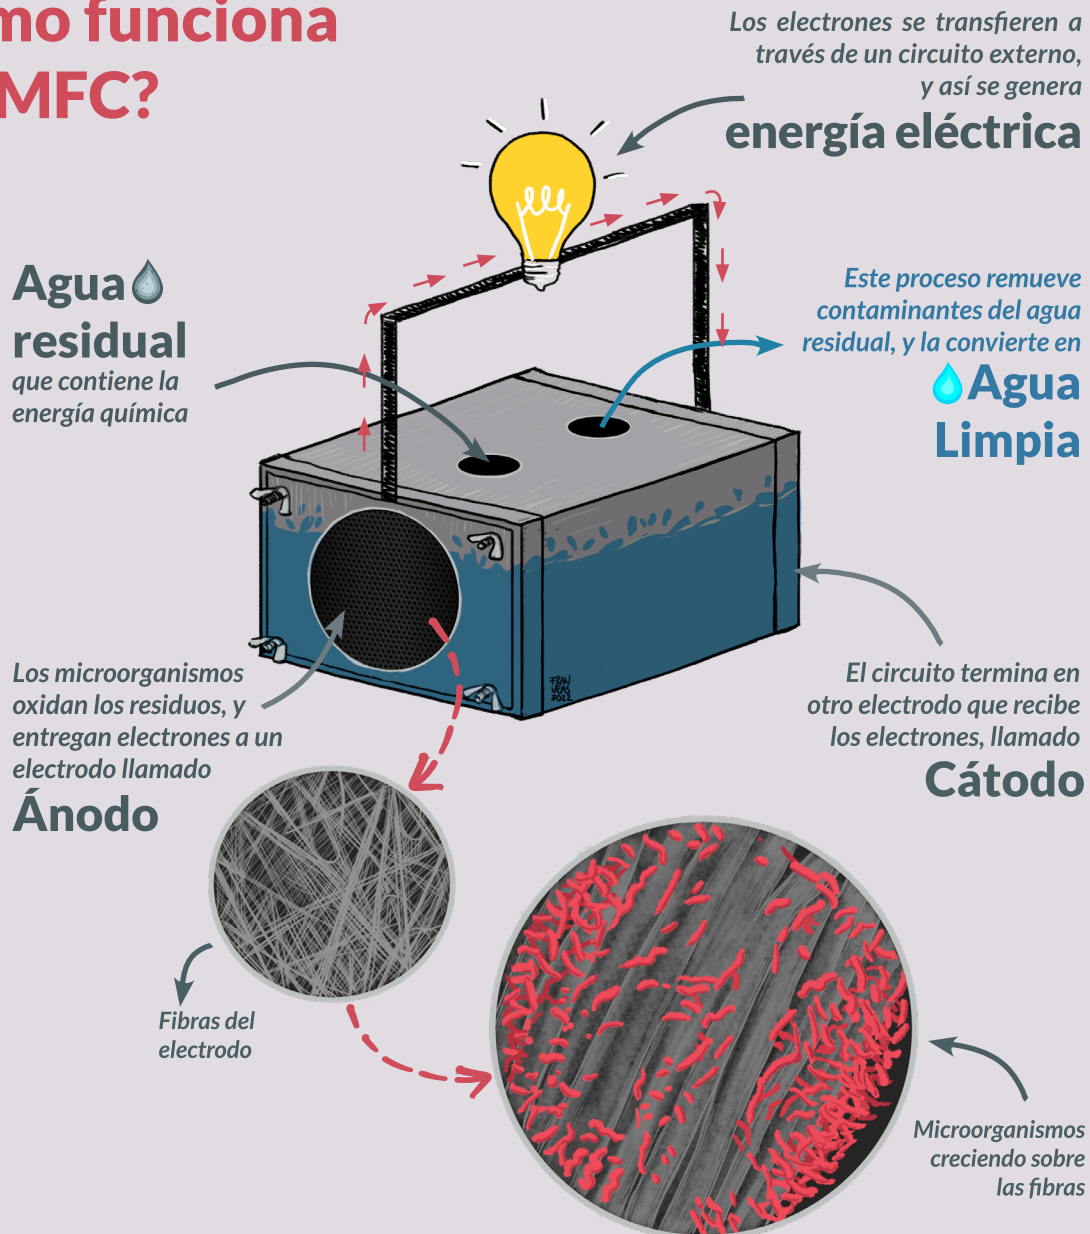 mo funciona
MFC?
Los electrones se transfieren a
través de un circuito externo,
y así se genera
energía eléctrica
Agua
residual
que contiene la
energía química
Este proceso remueve
contaminantes del agua
residual, y la convierte en
Agua
Limpia
Los microorganismos
oxidan los residuos, y
entregan electrones a un
electrodo llamado
Ánodo
El circuito termina en
otro electrodo que recibe
los electrones, llamado
Cátodo
FRAN
VEAS
2022
Fibras del
electrodo
Microorganismos
creciendo sobre
las fibras